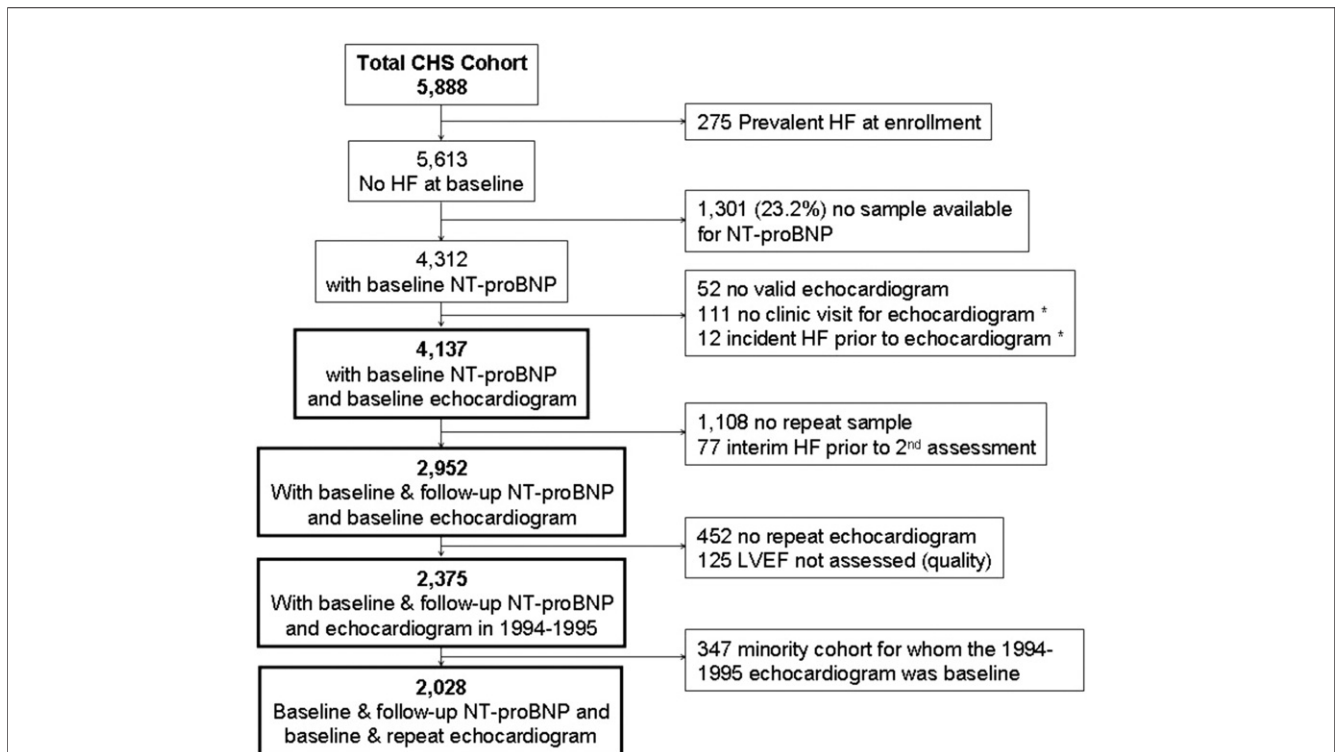 Total CHS Cohort
5,888
275 Prevalent HF at enrollment
5,613
No HF at baseline
1,301 (23.2%) no sample available
for NT-proBNP
4,312
with baseline NT-proBNP
52 no valid echocardiogram
111 no clinic visit for echocardiogram *
12 incident HF prior to echocardiogram *
4,137
with baseline NT-proBNP
and baseline echocardiogram
1,108 no repeat sample
77 interim HF prior to 2nd assessment
2,952
With baseline & follow-up NT-proBNP
and baseline echocardiogram
452 no repeat echocardiogram
125 LVEF not assessed (quality)
2,375
With baseline & follow-up NT-proBNP
and echocardiogram in 1994-1995
347 minority cohort for whom the 1994-
1995 echocardiogram was baseline
2,028
Baseline & follow-up NT-proBNP and
baseline & repeat echocardiogram